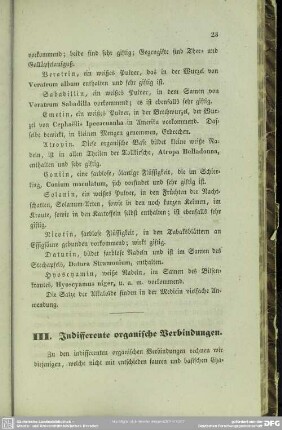 23
vorkommend; beide sind sehr giftig; Gegengifte sind Thee- und
Galläpfelaufguß.
Veratrin, ein weißes Pulver, das in der Wurzel von
Veratrum album enthalten und sehr giftig ist.
Sabadillin, ein weißes Pulver, in dem Samen von
Veratrum Sabadilla vorkommend; es ist ebenfalls sehr giftig.
Emetin, ein weißes Pulver, in der Brechwurzel, der Wur-
zel von Cephaëlis Ipecacuanha in Amerika vorkommend. Das-
selbe bewirkt, in kleinen Mengen genommen, Erbrechen.
Atropin. Diese organische Base bildet kleine weiße Na-
deln, ist in allen Theilen der Tollkirsche, Atropa Belladonna,
enthalten und sehr giftig.
Coniin, eine farblose, ölartige Flüssigkeit, die im Schier-
ling, Conium maculatum, sich vorfindet und sehr giftig ist.
Solanin, ein weißes Pulver, in den Früchten der Nacht-
schatten, Solanum-Arten, sowie in den noch kurzen Keimen, im
Kraute, sowie in den Kartoffeln selbst enthalten; ist ebenfalls sehr
giftig.
Nicotin, farblose Flüssigkeit, in den Tabaksblättern an
Essigsäure gebunden vorkommend; wirkt giftig.
Daturin, bildet farblose Nadeln und ist im Samen des
Stechapfels, Datura Stramonium, enthalten.
Hyoscyamin, weiße Nadeln, im Samen des Bilsen-
krautes, Hyoscyamus niger, u. a. m. vorkommend.
Die Salze der Alkaloide finden in der Medicin vielfache An-
wendung.
III. Indifferente organische Verbindungen.
Zu den indifferenten organischen Verbindungen rechnen wir
diejenigen, welche nicht mit entschieden sauren und basischen Eigen-
DFG